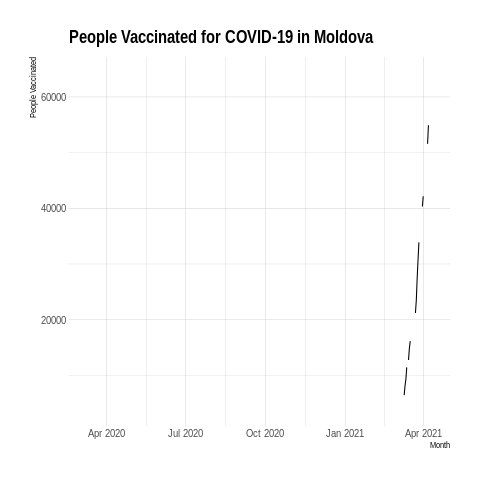 People Vaccinated for COVID-19 in Moldova
People Vaccinated
60000
40000
20000
Apr 2020 Jul 2020 Oct 2020 Jan 2021 Apr 2021
Month